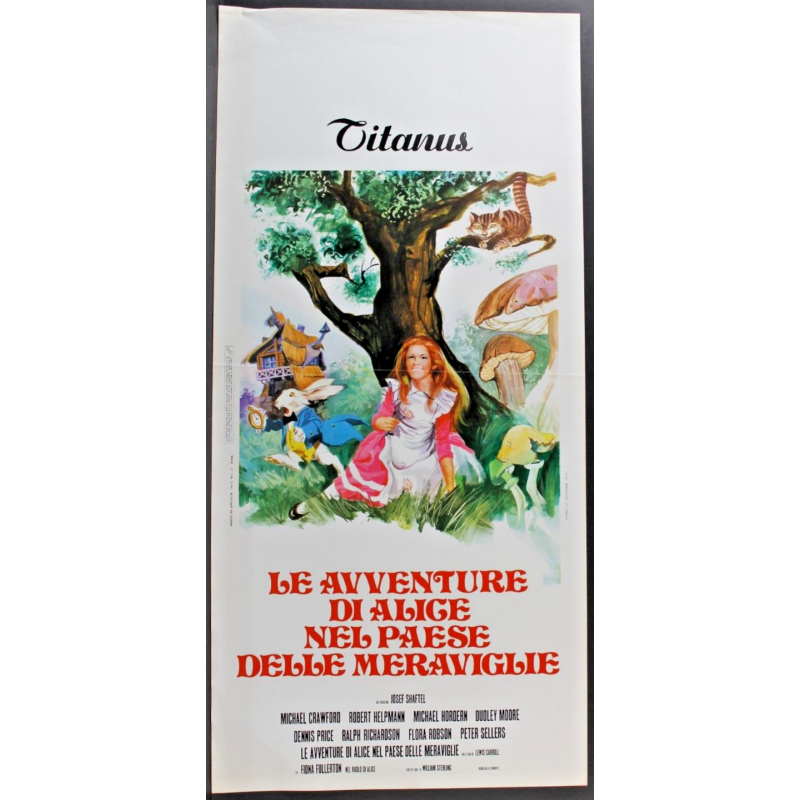 Titanus
LE AVVENTURE
DI ALICE
NEL PAESE
DELLE MERAVIGLIE
JOSEF SHAFTEL
MICHAEL CRAWFORD ROBERT HELPMANN MICHAEL HORDERN DUDLEY MOORE
DENNIS PRICE RALPH RICHARDSON FLORA ROBSON PETER SELLERS
LE AVVENTURE DI ALICE NEL PAESE DELLE MERAVIGLIE LEWIS CARROLL
FIONA FULLERTON NEL RUOLO DI ALICE WILLIAM STERLING